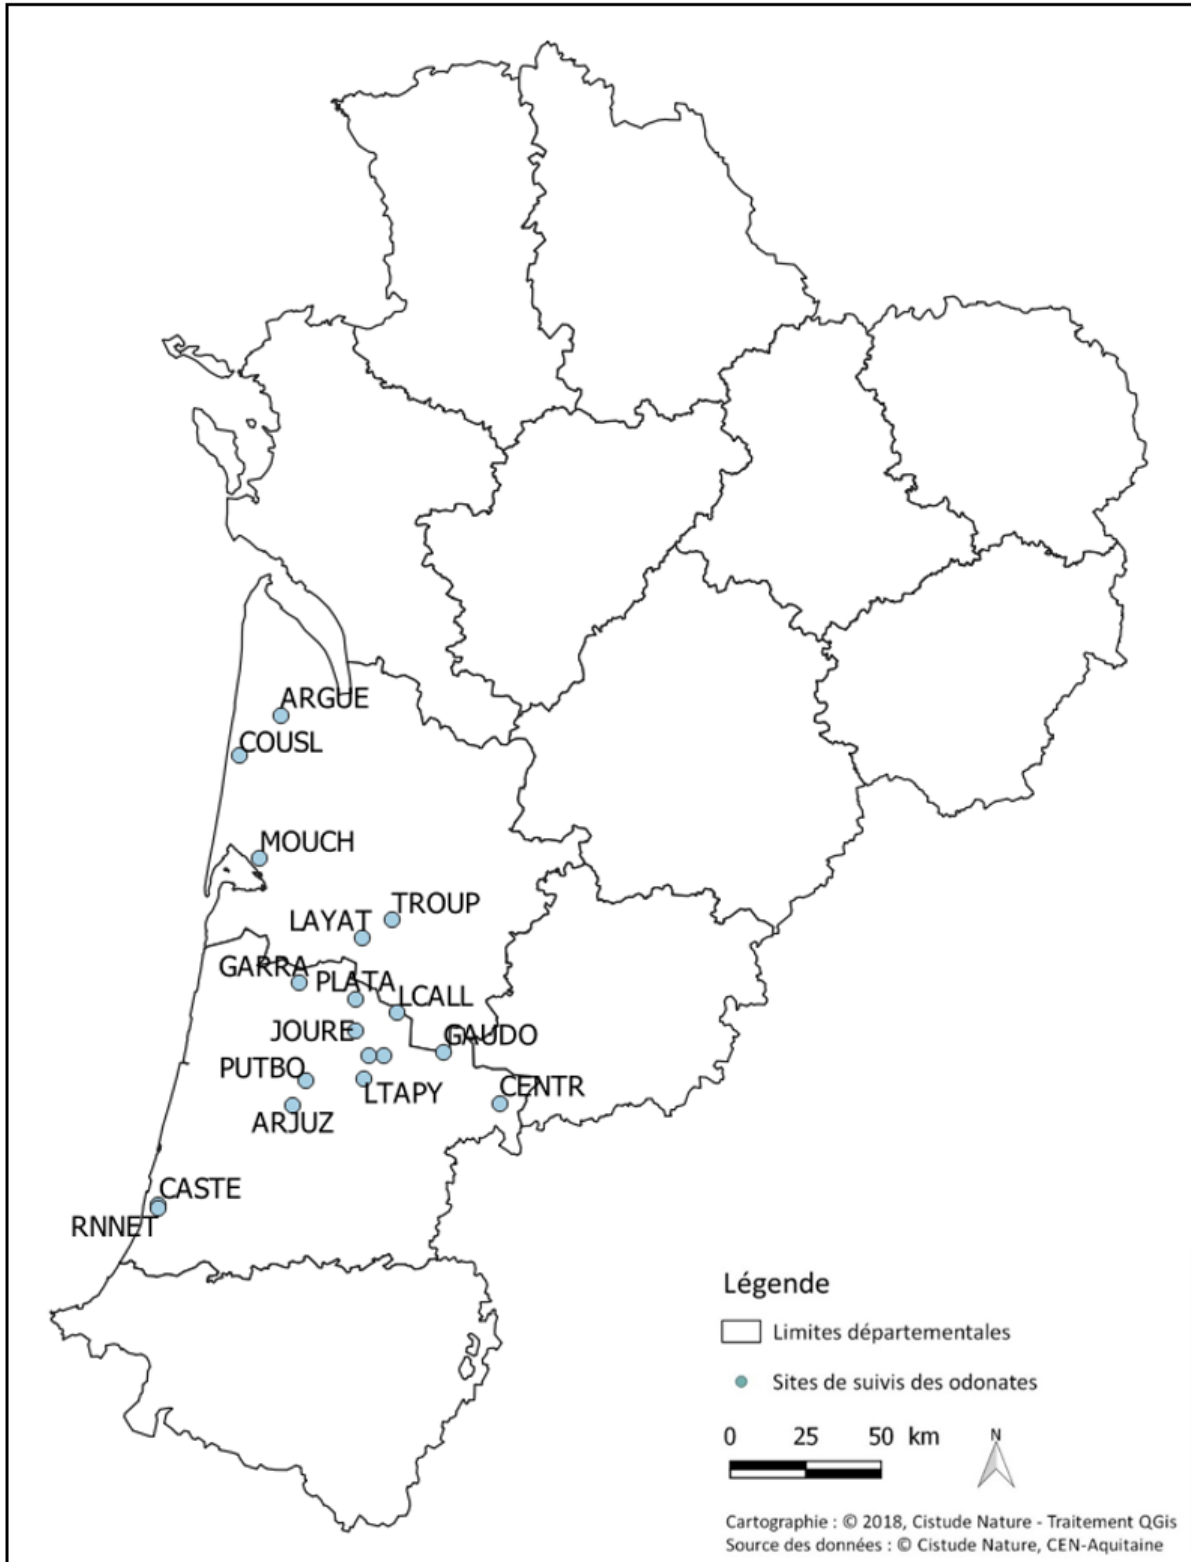 ARGUE
COUSL
MOUCH
TROUP
LAYAT
GARRA
PLATA
LCALL
JOURE
GAUDO
PUTBO
LTAPY
CENTR
ARJUZ
CASTE
RNNET
Légende
Limites départementales
Sites de suivis des odonates
0 25 50 km
N
Cartographie : © 2018, Cistude Nature - Traitement QGis
Source des données : © Cistude Nature, CEN-Aquitaine